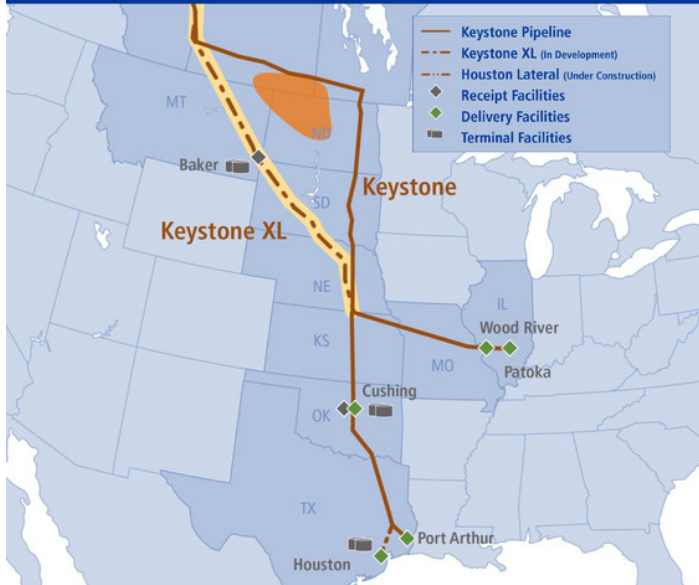 Keystone Pipeline
Keystone XL (In Development)
Houston Lateral (Under Construction)
Receipt Facilities
Delivery Facilities
Terminal Facilities
MT
ND
Baker
Keystone
SD
Keystone XL
NE
IL
Wood River
KS
MO
Patoka
Cushing
OK
TX
Port Arthur
Houston